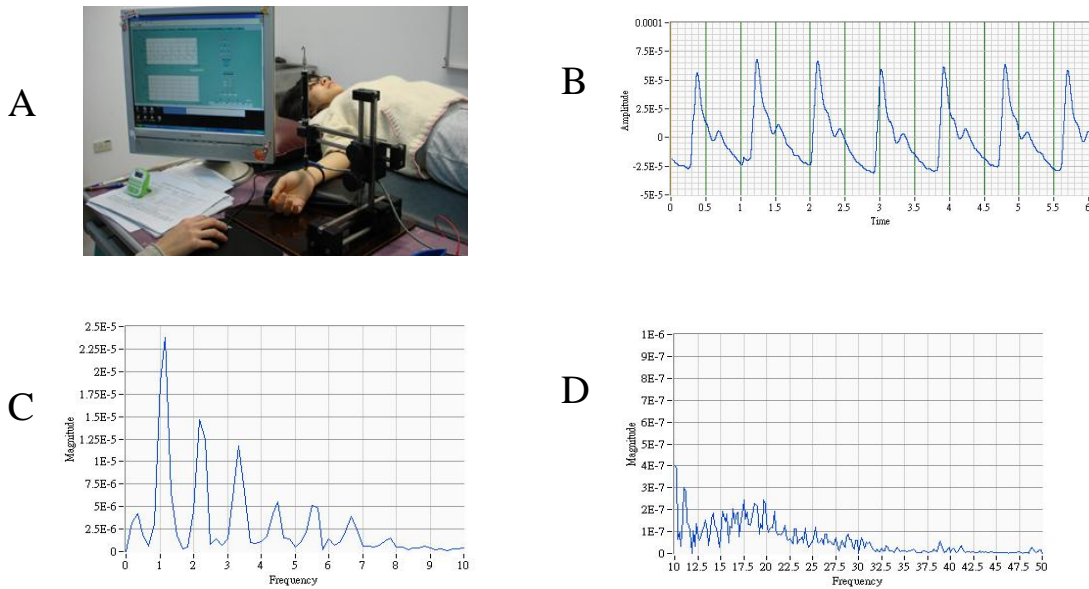 A
B
0.0001
7.5E-5
5E-5
2.5E-5
0
-2.5E-5
-5E-5
Amplitude
0 0.5 1 1.5 2 2.5 3 3.5 4 4.5 5 5.5 6
Time
C
2.5E-5
2.25E-5
2E-5
1.75E-5
1.5E-5
1.25E-5
1E-5
7.5E-6
5E-6
2.5E-6
0
Magnitude
0 1 2 3 4 5 6 7 8 9 10
Frequency
D
1E-6
9E-7
8E-7
7E-7
6E-7
5E-7
4E-7
3E-7
2E-7
1E-7
0
Magnitude
10 12.5 15 17.5 20 22.5 25 27.5 30 32.5 35 37.5 40 42.5 45 47.5 50
Frequency